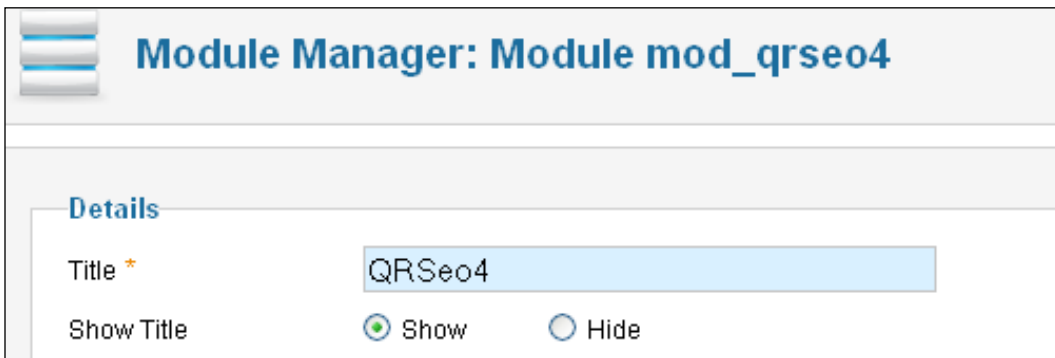 Module Manager: Module mod_qrseo4
Details
Title *
QRSeo4
Show Title Show Hide